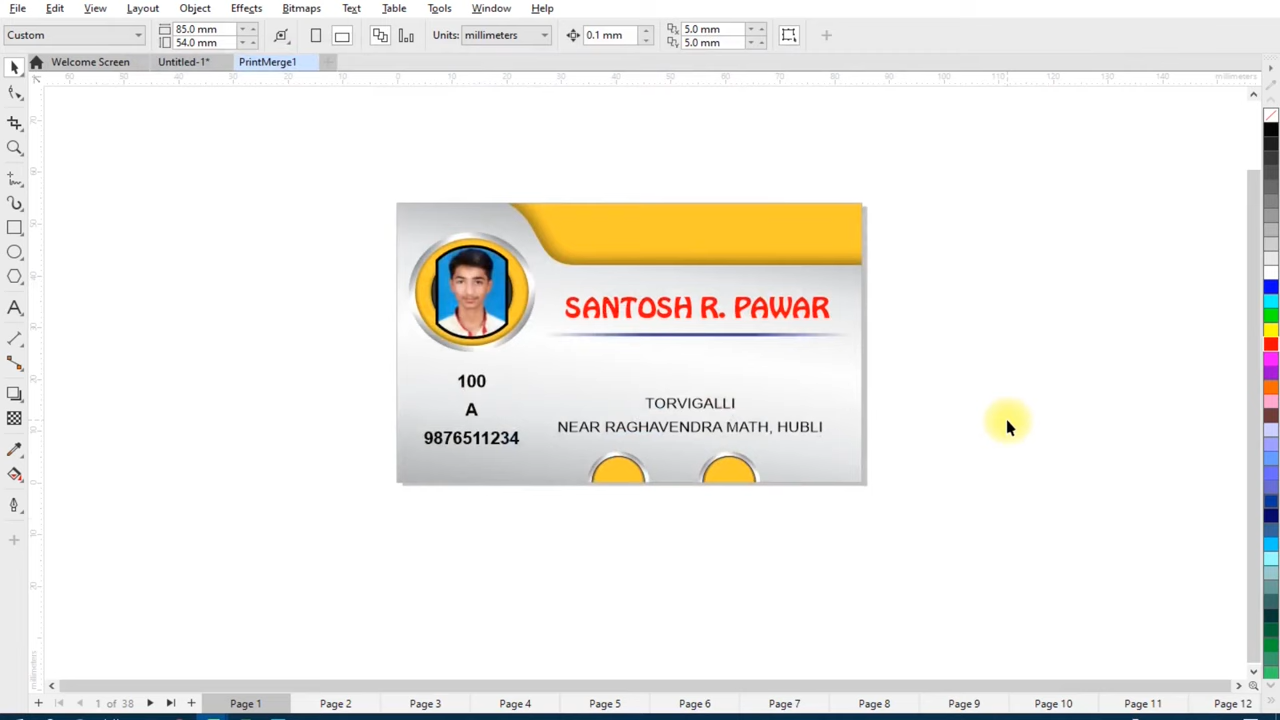 File Edit View Layout Object Effects Bitmaps Text Table Tools Window Help
Custom 85.0 mm 54.0 mm Units: millimeters 0.1 mm 5.0 mm 5.0 mm
Welcome Screen Untitled-1* PrintMerge1
millimeters
SANTOSH R. PAWAR
100
A
9876511234
TORVIGALLI
NEAR RAGHAVENDRA MATH, HUBLI
millimeters
1 of 38 Page 1 Page 2 Page 3 Page 4 Page 5 Page 6 Page 7 Page 8 Page 9 Page 10 Page 11 Page 12